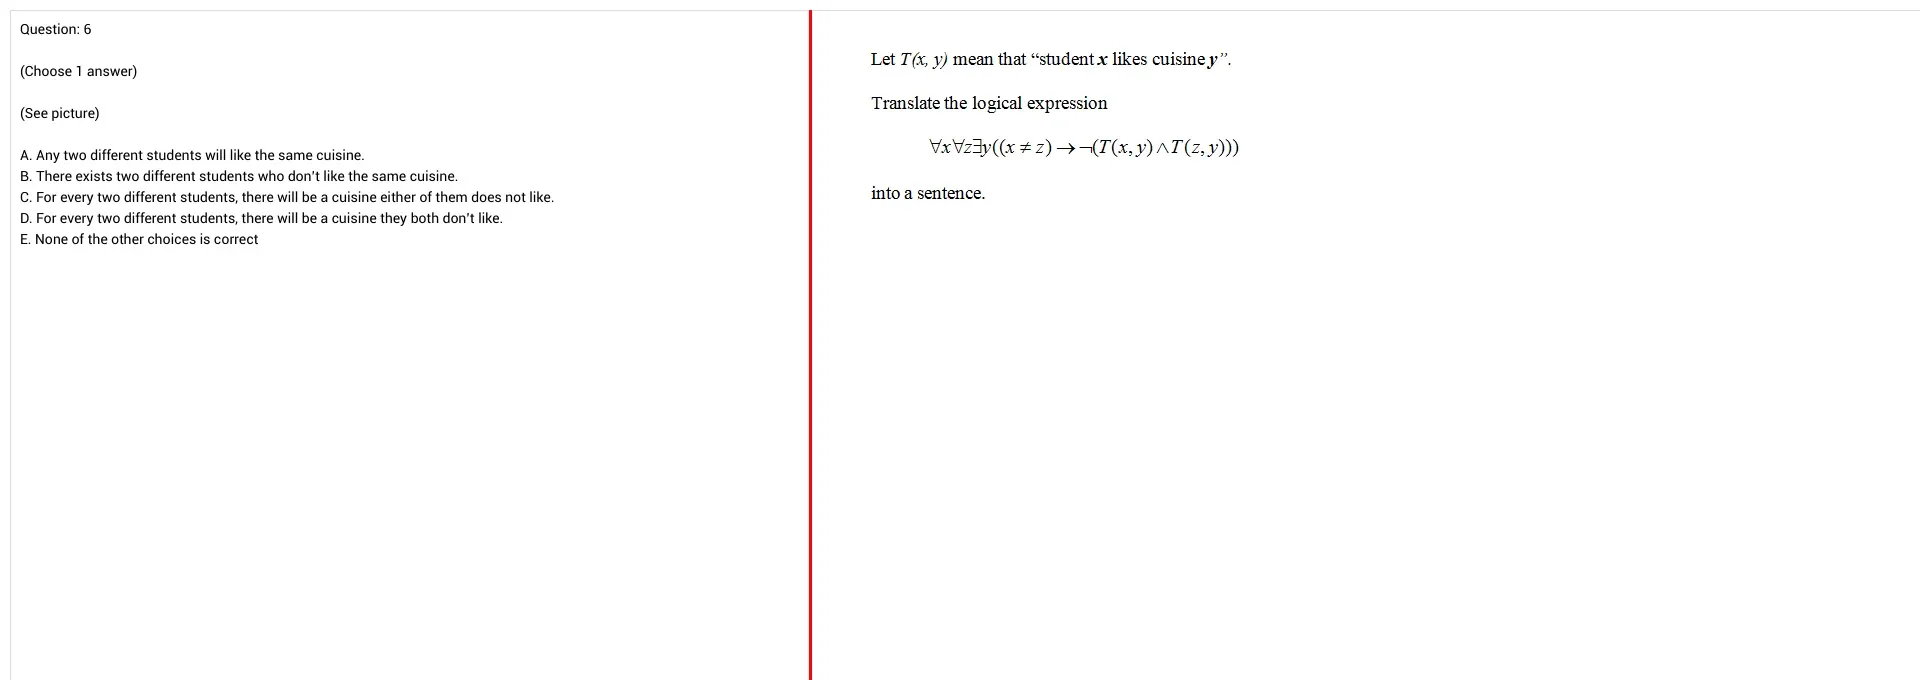 Question: 6
(Choose 1 answer)
(See picture)
A. Any two different students will like the same cuisine.
B. There exists two different students who don't like the same cuisine.
C. For every two different students, there will be a cuisine either of them does not like.
D. For every two different students, there will be a cuisine they both don't like.
E. None of the other choices is correct
Let T(x, y) mean that “student x likes cuisine y”.
Translate the logical expression
∀x∀z∃y((x ≠ z) → ¬(T(x, y) ∧ T(z, y)))
into a sentence.